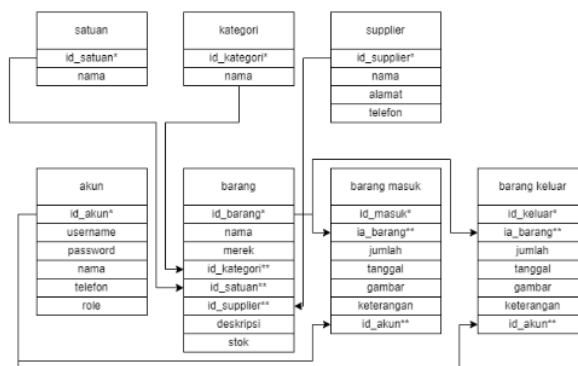 satuan
id_satuan*
nama
kategori
id_kategori*
nama
supplier
id_supplier*
nama
alamat
telefon
akun
id_akun*
username
password
nama
telefon
role
barang
id_barang*
nama
merek
id_kategori**
id_satuan**
id_supplier**
deskripsi
stok
barang masuk
id_masuk*
ia_barang**
jumlah
tanggal
gambar
keterangan
id_akun**
barang keluar
id_keluar*
ia_barang**
jumlah
tanggal
gambar
keterangan
id_akun**